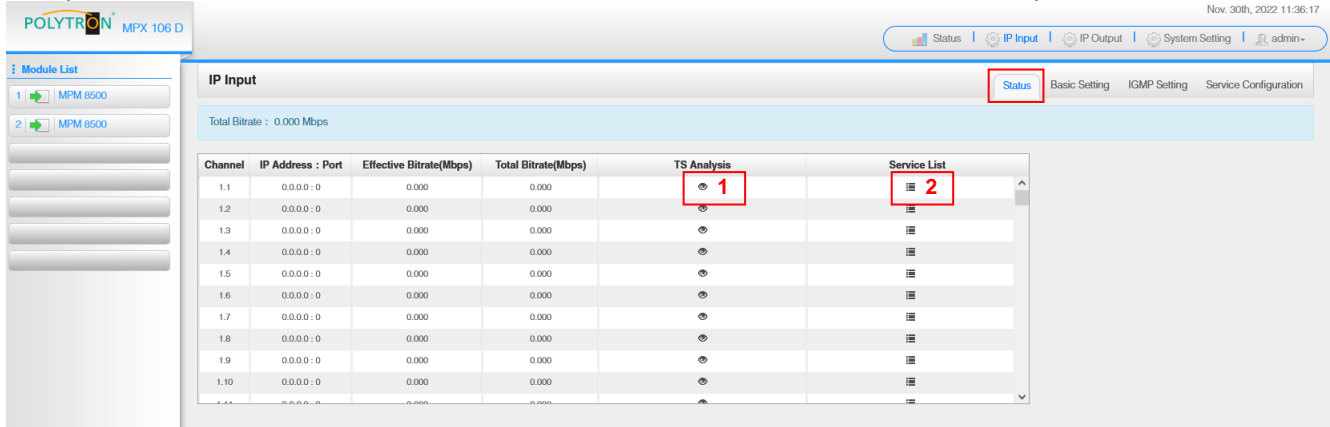 Nov. 30th, 2022 11:36:17
POLYTRON MPX 106 D
Status IP Input IP Output System Setting admin
Module List
1 MPM 8500
2 MPM 8500
IP Input
Status Basic Setting IGMP Setting Service Configuration
Total Bitrate : 0.000 Mbps
Channel IP Address : Port Effective Bitrate(Mbps) Total Bitrate(Mbps) TS Analysis Service List
1.1 0.0.0.0 : 0 0.000 0.000 1 2
1.2 0.0.0.0 : 0 0.000 0.000
1.3 0.0.0.0 : 0 0.000 0.000
1.4 0.0.0.0 : 0 0.000 0.000
1.5 0.0.0.0 : 0 0.000 0.000
1.6 0.0.0.0 : 0 0.000 0.000
1.7 0.0.0.0 : 0 0.000 0.000
1.8 0.0.0.0 : 0 0.000 0.000
1.9 0.0.0.0 : 0 0.000 0.000
1.10 0.0.0.0 : 0 0.000 0.000